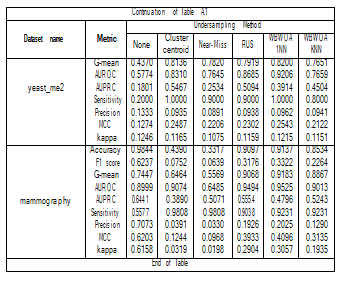 Continuation of Table A.1
Dataset name Metric Undersampling Method
None Cluster centroid Near-Miss RUS WBWOA 1NN WBWOA KNN
yeast_me2
G-mean 0.4370 0.8136 0.7820 0.7919 0.8200 0.7651
AUROC 0.5774 0.8310 0.7645 0.8685 0.9206 0.7659
AUPRC 0.1801 0.5467 0.2534 0.5094 0.3914 0.4504
Sensitivity 0.2000 1.0000 0.9000 0.9000 1.0000 0.8000
Precision 0.1333 0.0935 0.0891 0.0938 0.0962 0.0941
MCC 0.1274 0.2487 0.2206 0.2302 0.2543 0.2122
kappa 0.1246 0.1165 0.1075 0.1159 0.1215 0.1151
mammography
Accuracy 0.9844 0.4390 0.3317 0.9097 0.9137 0.8534
F1 score 0.6237 0.0752 0.0639 0.3176 0.3322 0.2264
G-mean 0.7447 0.6464 0.5569 0.9068 0.9183 0.8867
AUROC 0.8999 0.9074 0.6485 0.9494 0.9525 0.9013
AUPRC 0.6441 0.3890 0.5071 0.5554 0.4796 0.5243
Sensitivity 0.5577 0.9808 0.9808 0.9038 0.9231 0.9231
Precision 0.7073 0.0391 0.0330 0.1926 0.2025 0.1290
MCC 0.6203 0.1244 0.0968 0.3933 0.4096 0.3135
kappa 0.6158 0.0319 0.0198 0.2904 0.3057 0.1935
End of Table